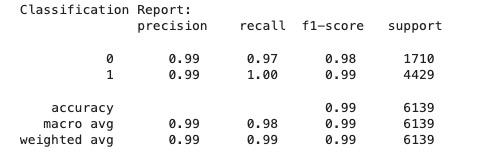 Classification Report:
precision recall f1-score support
0 0.99 0.97 0.98 1710
1 0.99 1.00 0.99 4429
accuracy 0.99 6139
macro avg 0.99 0.98 0.99 6139
weighted avg 0.99 0.99 0.99 6139